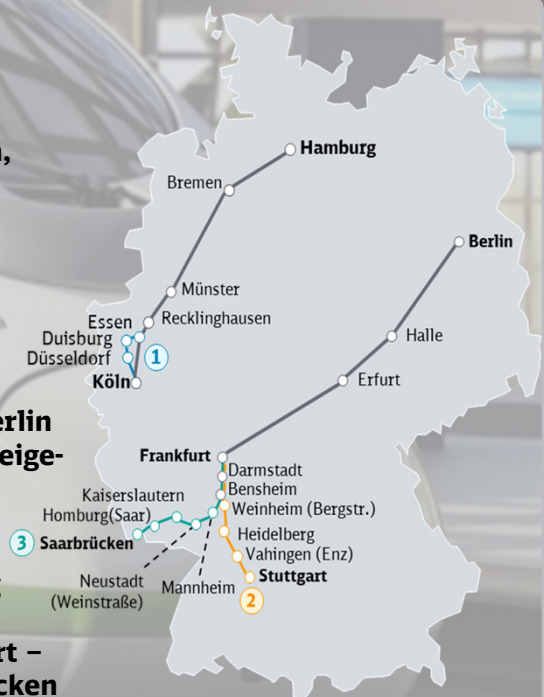 ,
Hamburg
Bremen
Berlin
Münster
Essen
Recklinghausen
Duisburg
Düsseldorf
1
Halle
Köln
Erfurt
erlin
eige-
Frankfurt
Darmstadt
Bensheim
Kaiserslautern
Weinheim (Bergstr.)
Homburg(Saar)
Heidelberg
3 Saarbrücken
Vahingen (Enz)
Neustadt
(Weinstraße)
Mannheim
Stuttgart
2
rt –
cken